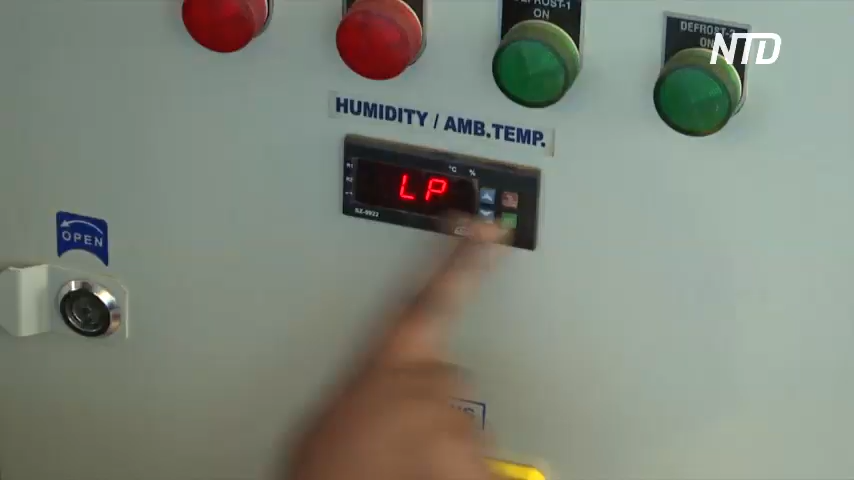 DEFROST-1
ON
DEFROST-2
ON
NTD
HUMIDITY / AMB.TEMP.
°C %
LP
OPEN